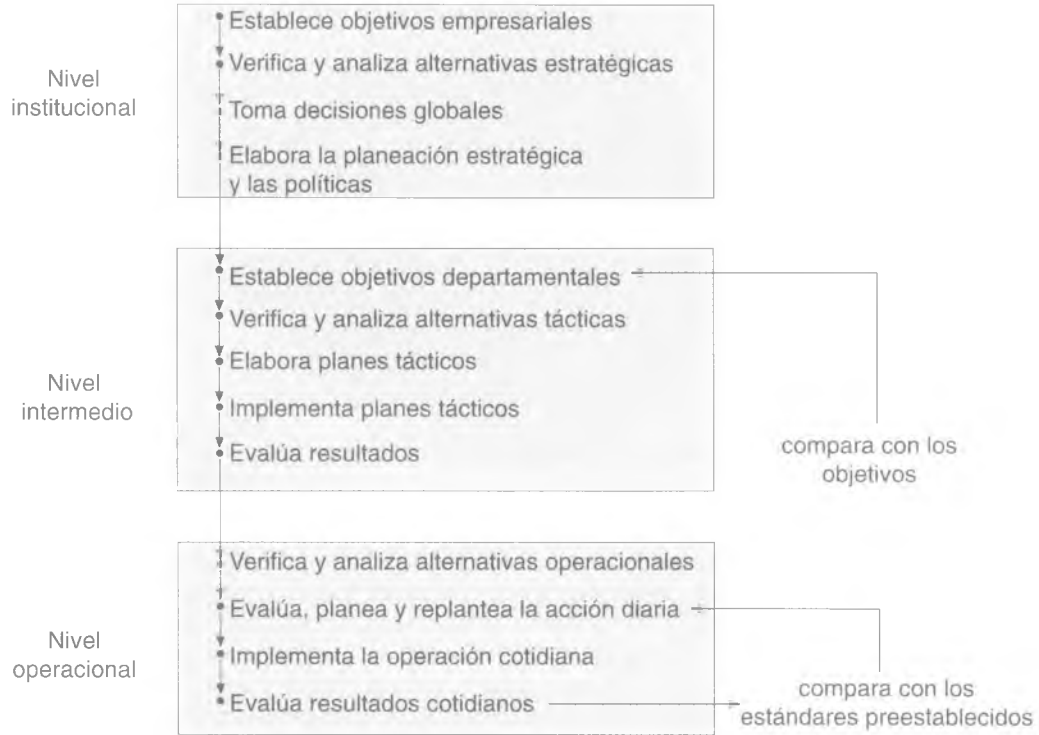 Nivel
institucional
Establece objetivos empresariales
Verifica y analiza alternativas estratégicas
Toma decisiones globales
Elabora la planeación estratégica
y las políticas
Nivel
intermedio
Establece objetivos departamentales
Verifica y analiza alternativas tácticas
Elabora planes tácticos
Implementa planes tácticos
Evalúa resultados
compara con los
objetivos
Nivel
operacional
Verifica y analiza alternativas operacionales
Evalúa, planea y replantea la acción diaria
Implementa la operación cotidiana
Evalúa resultados cotidianos
compara con los
estándares preestablecidos